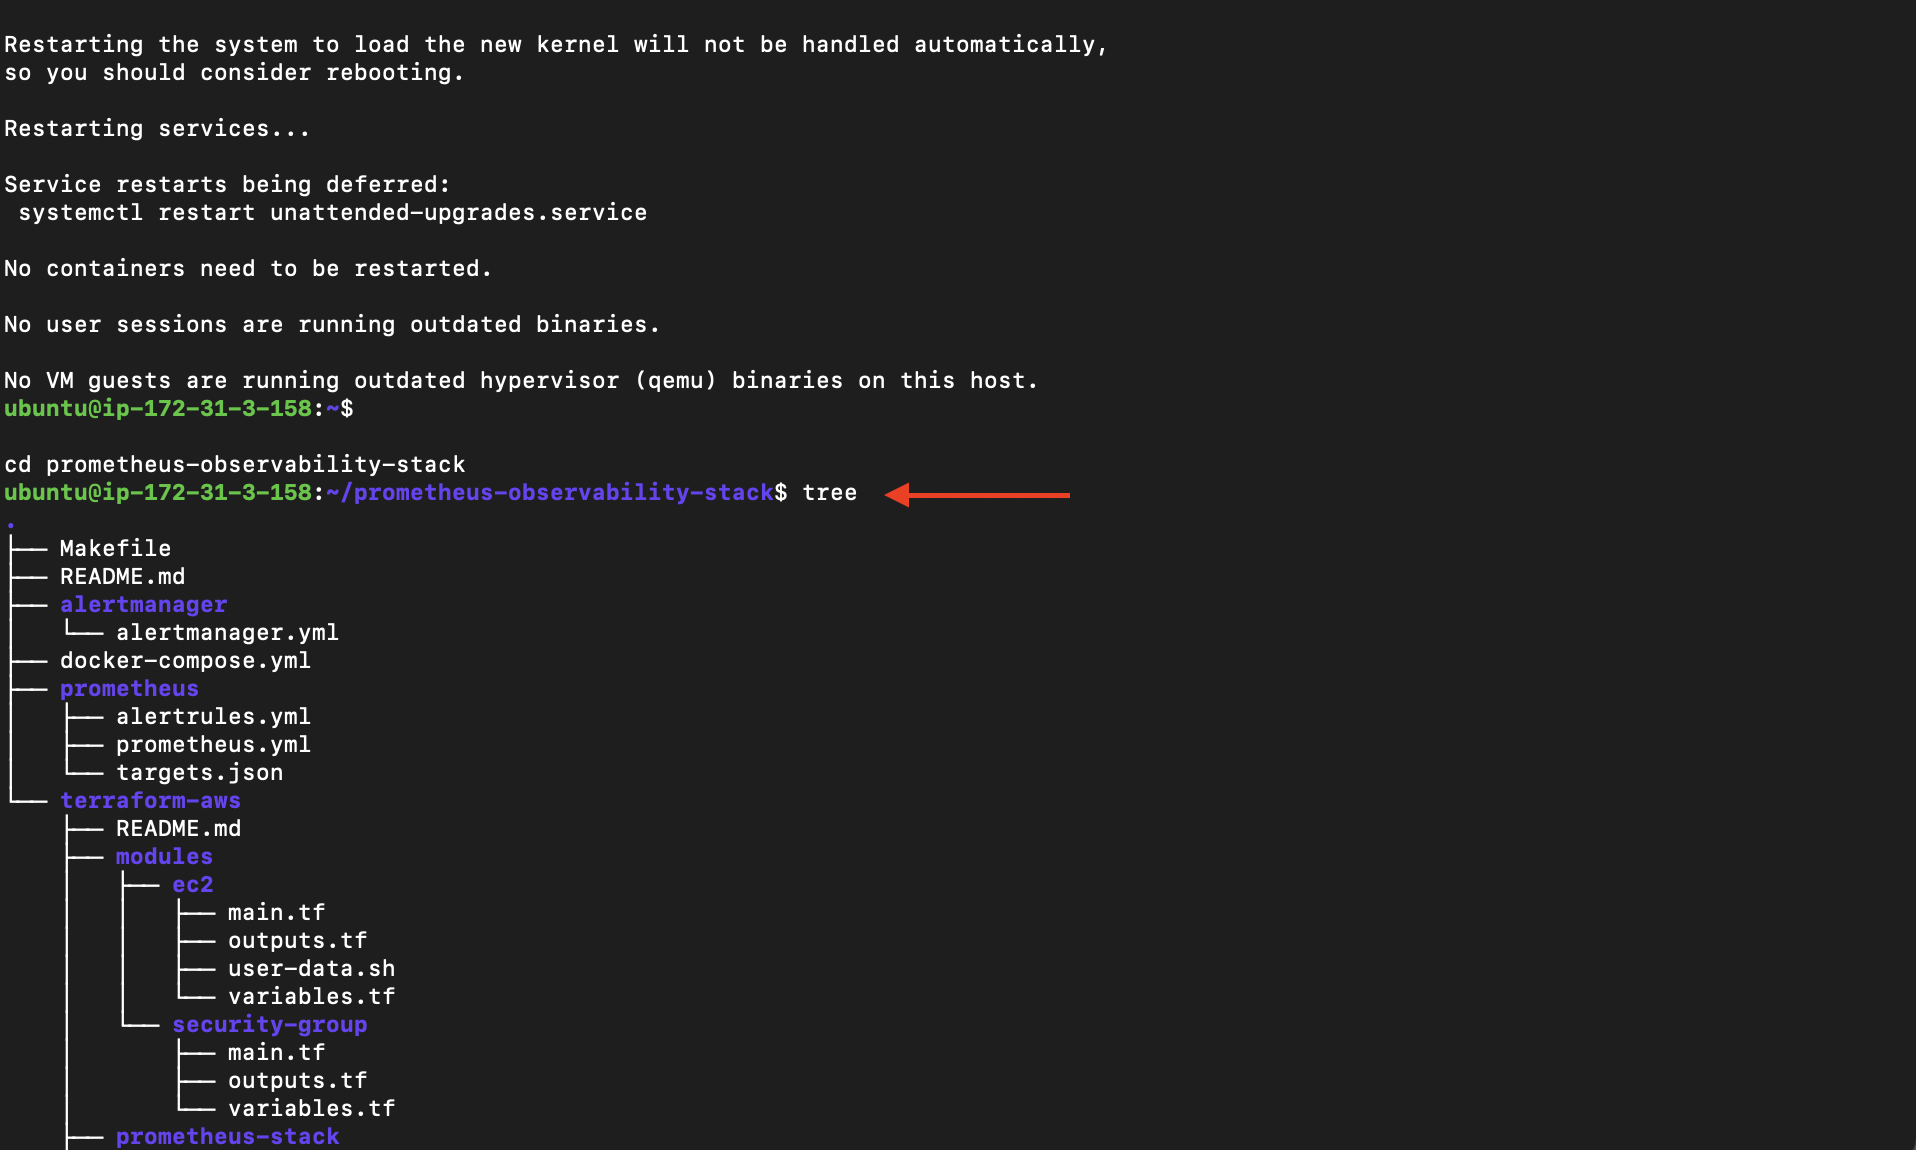 Restarting the system to load the new kernel will not be handled automatically,
so you should consider rebooting.
Restarting services...
Service restarts being deferred:
 systemctl restart unattended-upgrades.service
No containers need to be restarted.
No user sessions are running outdated binaries.
No VM guests are running outdated hypervisor (qemu) binaries on this host.
ubuntu@ip-172-31-3-158:~$
cd prometheus-observability-stack
ubuntu@ip-172-31-3-158:~/prometheus-observability-stack$ tree
.
├── Makefile
├── README.md
├── alertmanager
│   └── alertmanager.yml
├── docker-compose.yml
├── prometheus
│   ├── alertrules.yml
│   ├── prometheus.yml
│   └── targets.json
└── terraform-aws
    ├── README.md
    ├── modules
    │   ├── ec2
    │   │   ├── main.tf
    │   │   ├── outputs.tf
    │   │   ├── user-data.sh
    │   │   └── variables.tf
    │   └── security-group
    │       ├── main.tf
    │       ├── outputs.tf
    │       └── variables.tf
    ├── prometheus-stack